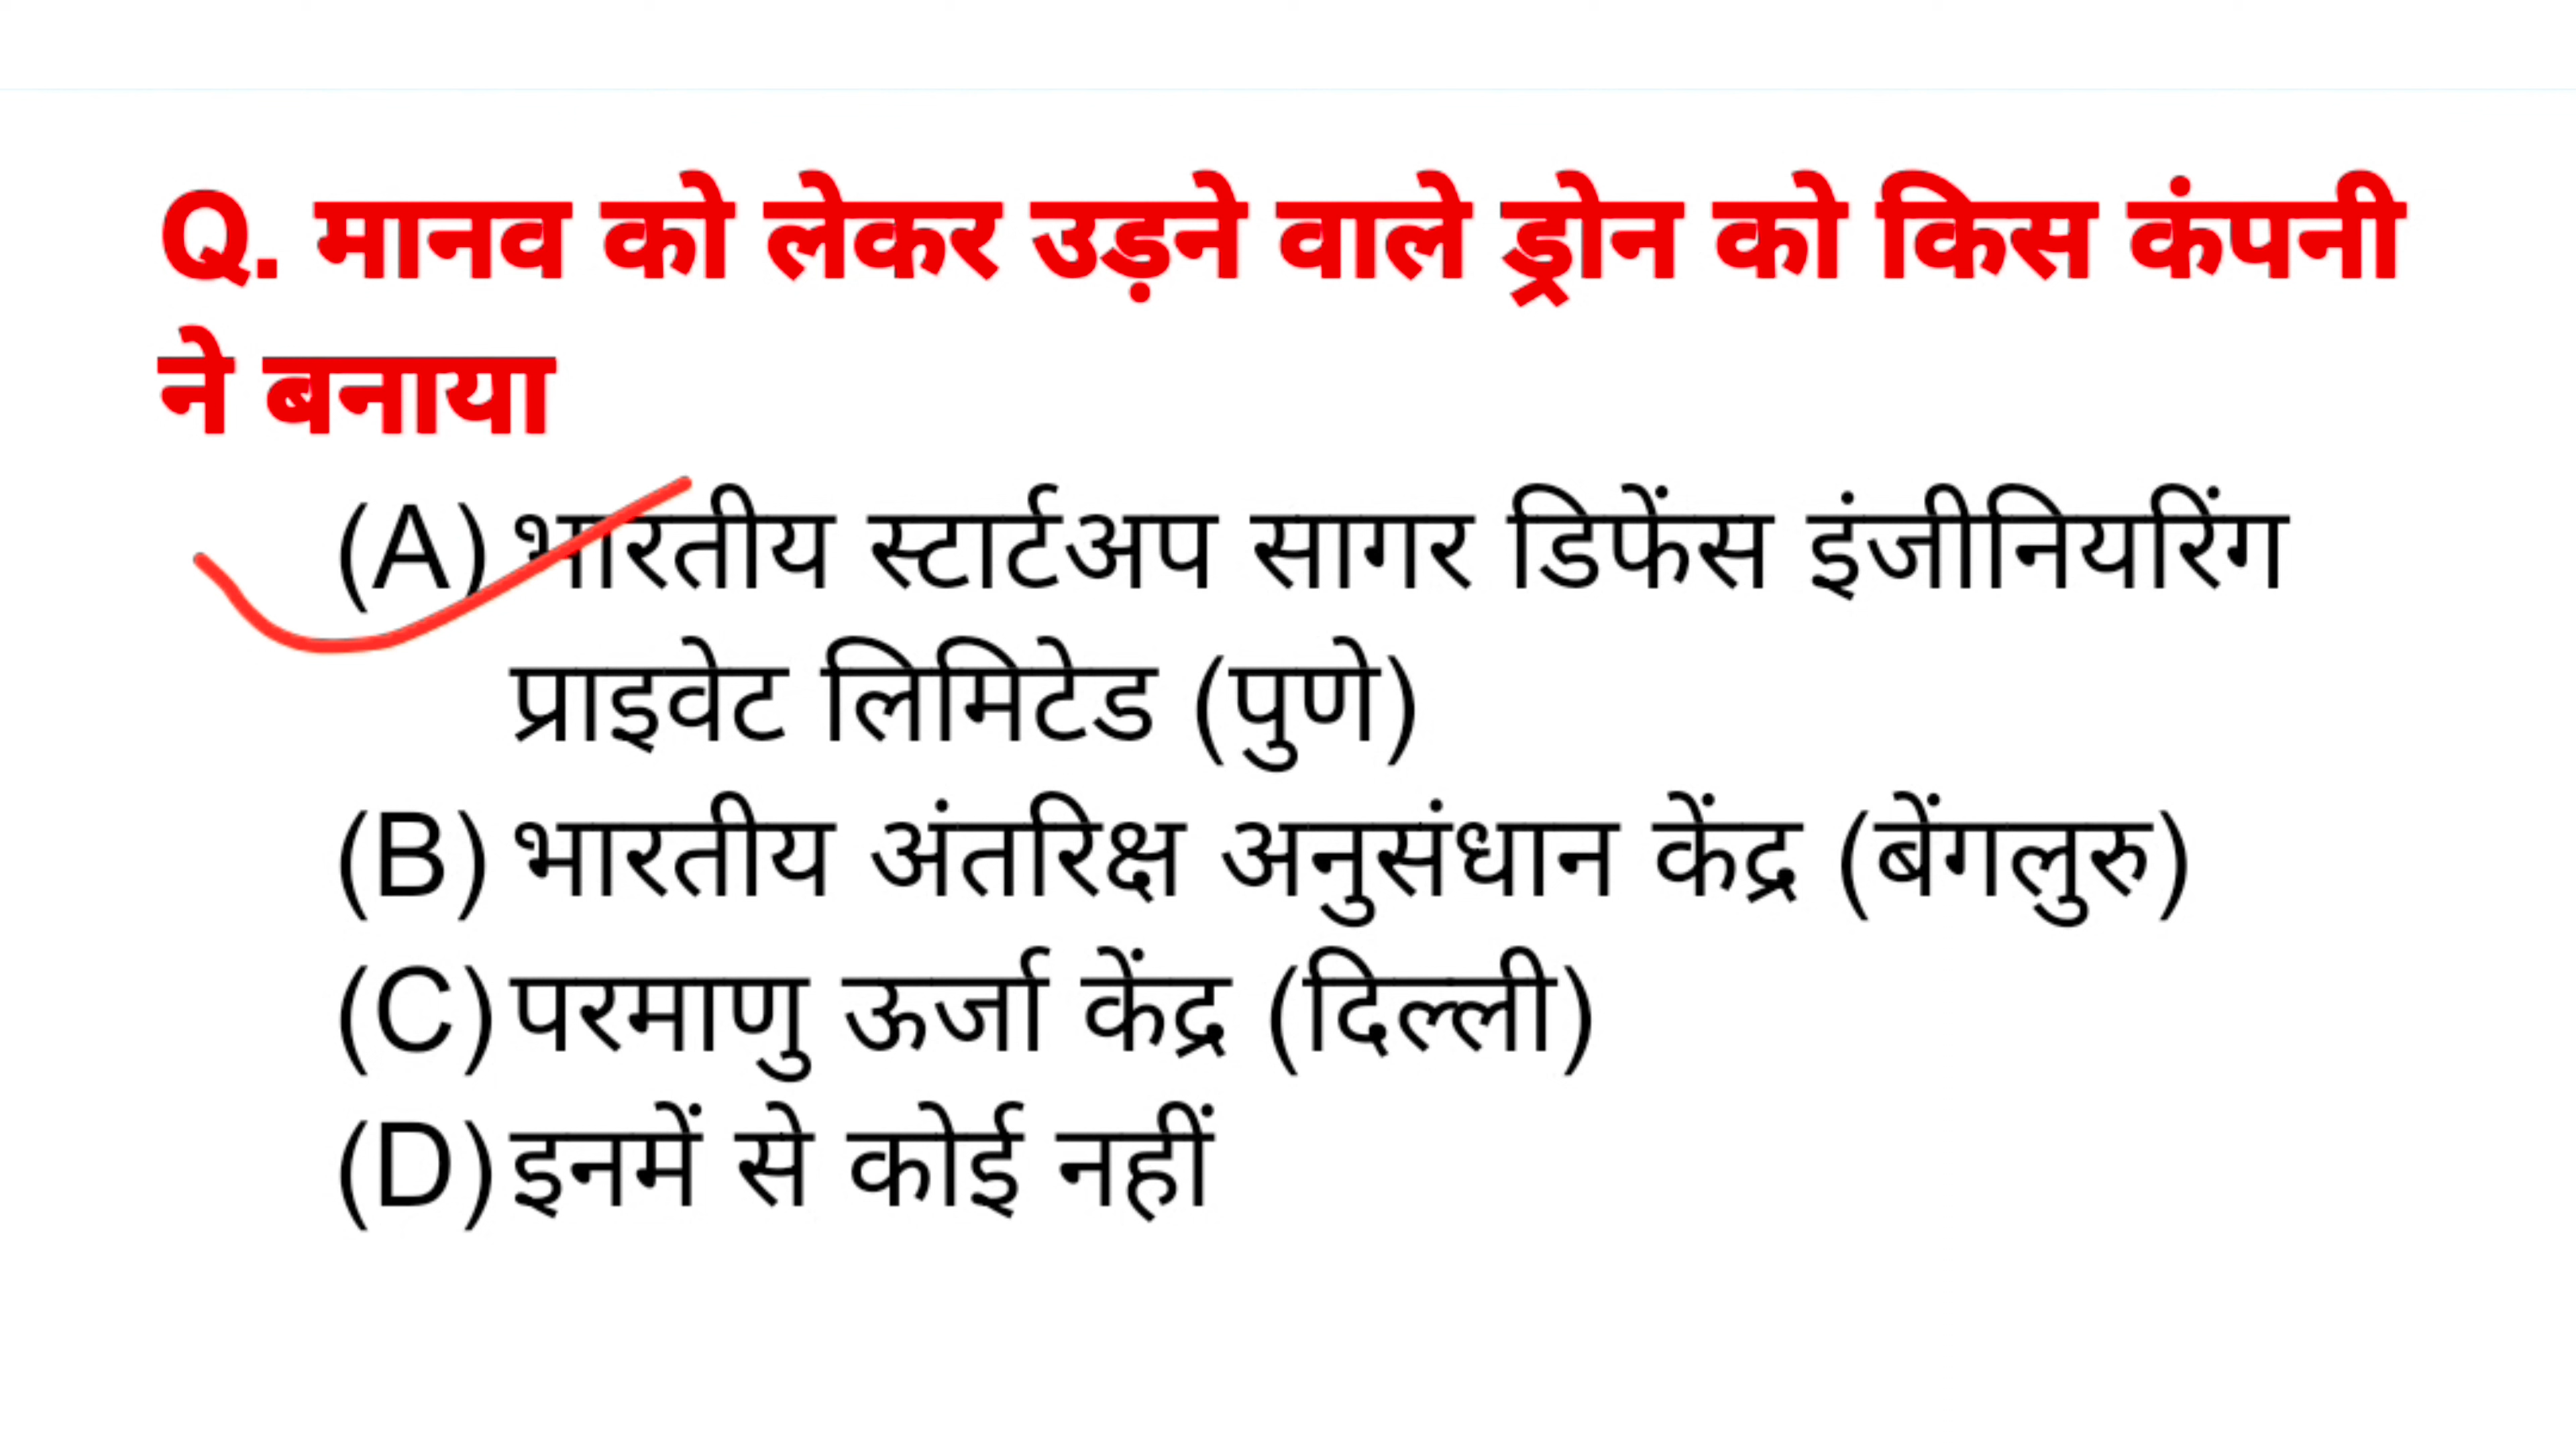 Q. मानव को लेकर उड़ने वाले ड्रोन को किस कंपनी
ने बनाया
(A) भारतीय स्टार्टअप सागर डिफेंस इंजीनियरिंग
प्राइवेट लिमिटेड (पुणे)
(B) भारतीय अंतरिक्ष अनुसंधान केंद्र (बेंगलुरु)
(C) परमाणु ऊर्जा केंद्र (दिल्ली)
(D) इनमें से कोई नहीं